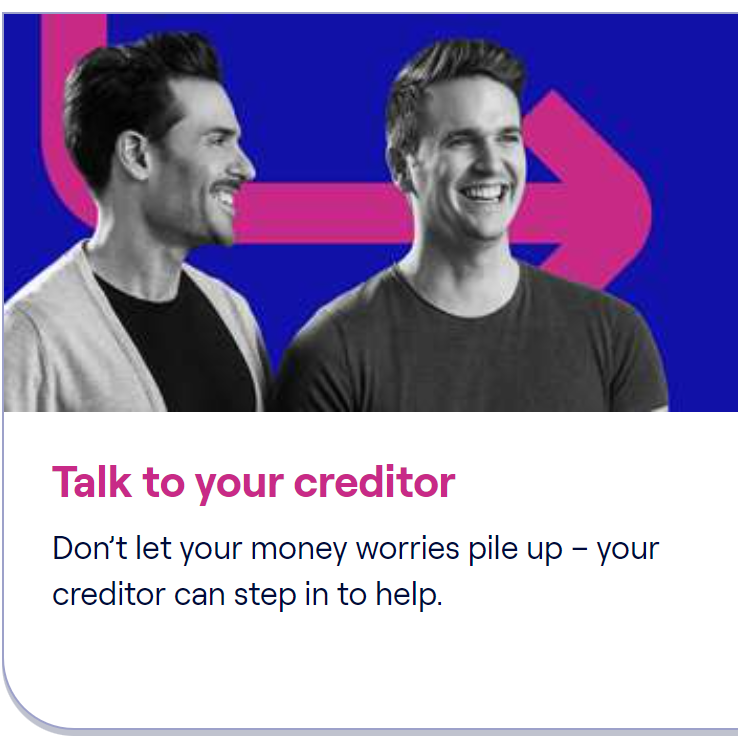 Talk to your creditor
Don’t let your money worries pile up – your
creditor can step in to help.